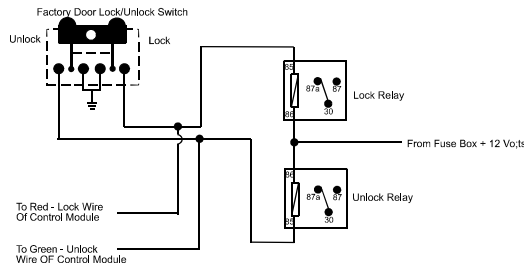 Factory Door Lock/Unlock Switch
Unlock
Lock
85
87a
87
86
30
Lock Relay
From Fuse Box + 12 Vo;ts
86
87a
87
30
85
Unlock Relay
To Red - Lock Wire
Of Control Module
To Green - Unlock
Wire OF Control Module